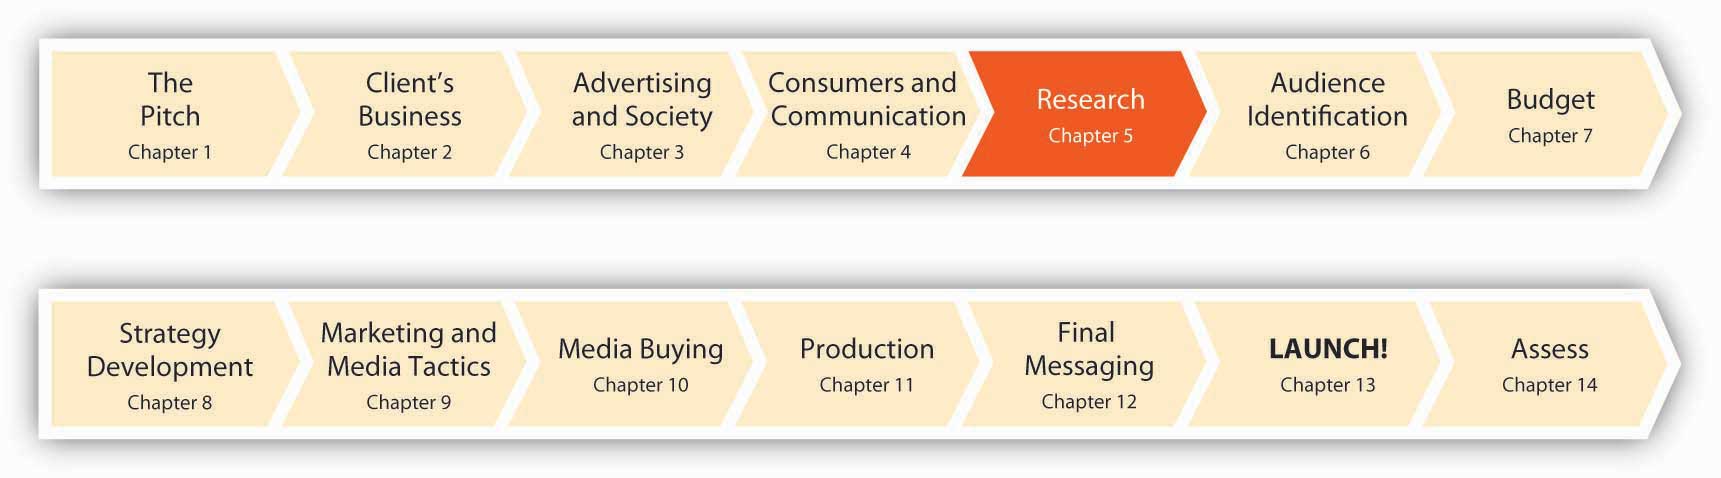 The
Pitch
Chapter 1
Client’s
Business
Chapter 2
Advertising
and Society
Chapter 3
Consumers and
Communication
Chapter 4
Research
Chapter 5
Audience
Identification
Chapter 6
Budget
Chapter 7
Strategy
Development
Chapter 8
Marketing and
Media Tactics
Chapter 9
Media Buying
Chapter 10
Production
Chapter 11
Final
Messaging
Chapter 12
LAUNCH!
Chapter 13
Assess
Chapter 14